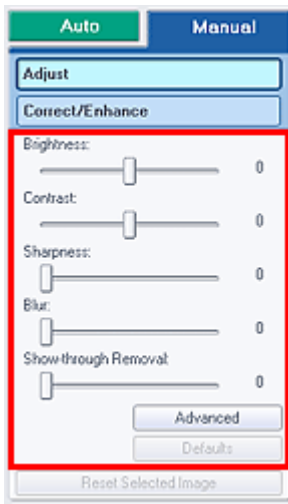 Auto Manual
Adjust
Correct/Enhance
Brightness:
0
Contrast:
0
Sharpness:
0
Blur:
0
Show-through Removal:
0
Advanced
Defaults
Reset Selected Image